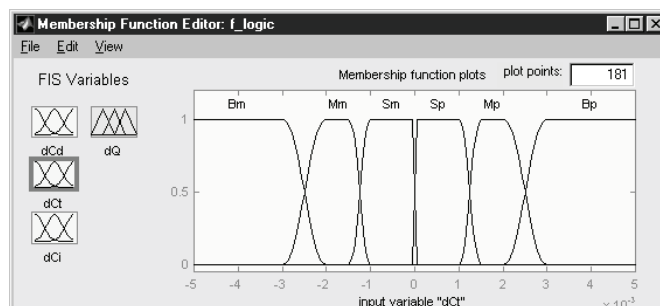 Membership Function Editor: f_logic
File Edit View
FIS Variables
Membership function plots plot points: 181
Bm Mm Sm Sp Mp Bp
dCd dQ
dCt
dCi
1
0.5
0
-5 -4 -3 -2 -1 0 1 2 3 4 5
input variable "dCt" × 10⁻³